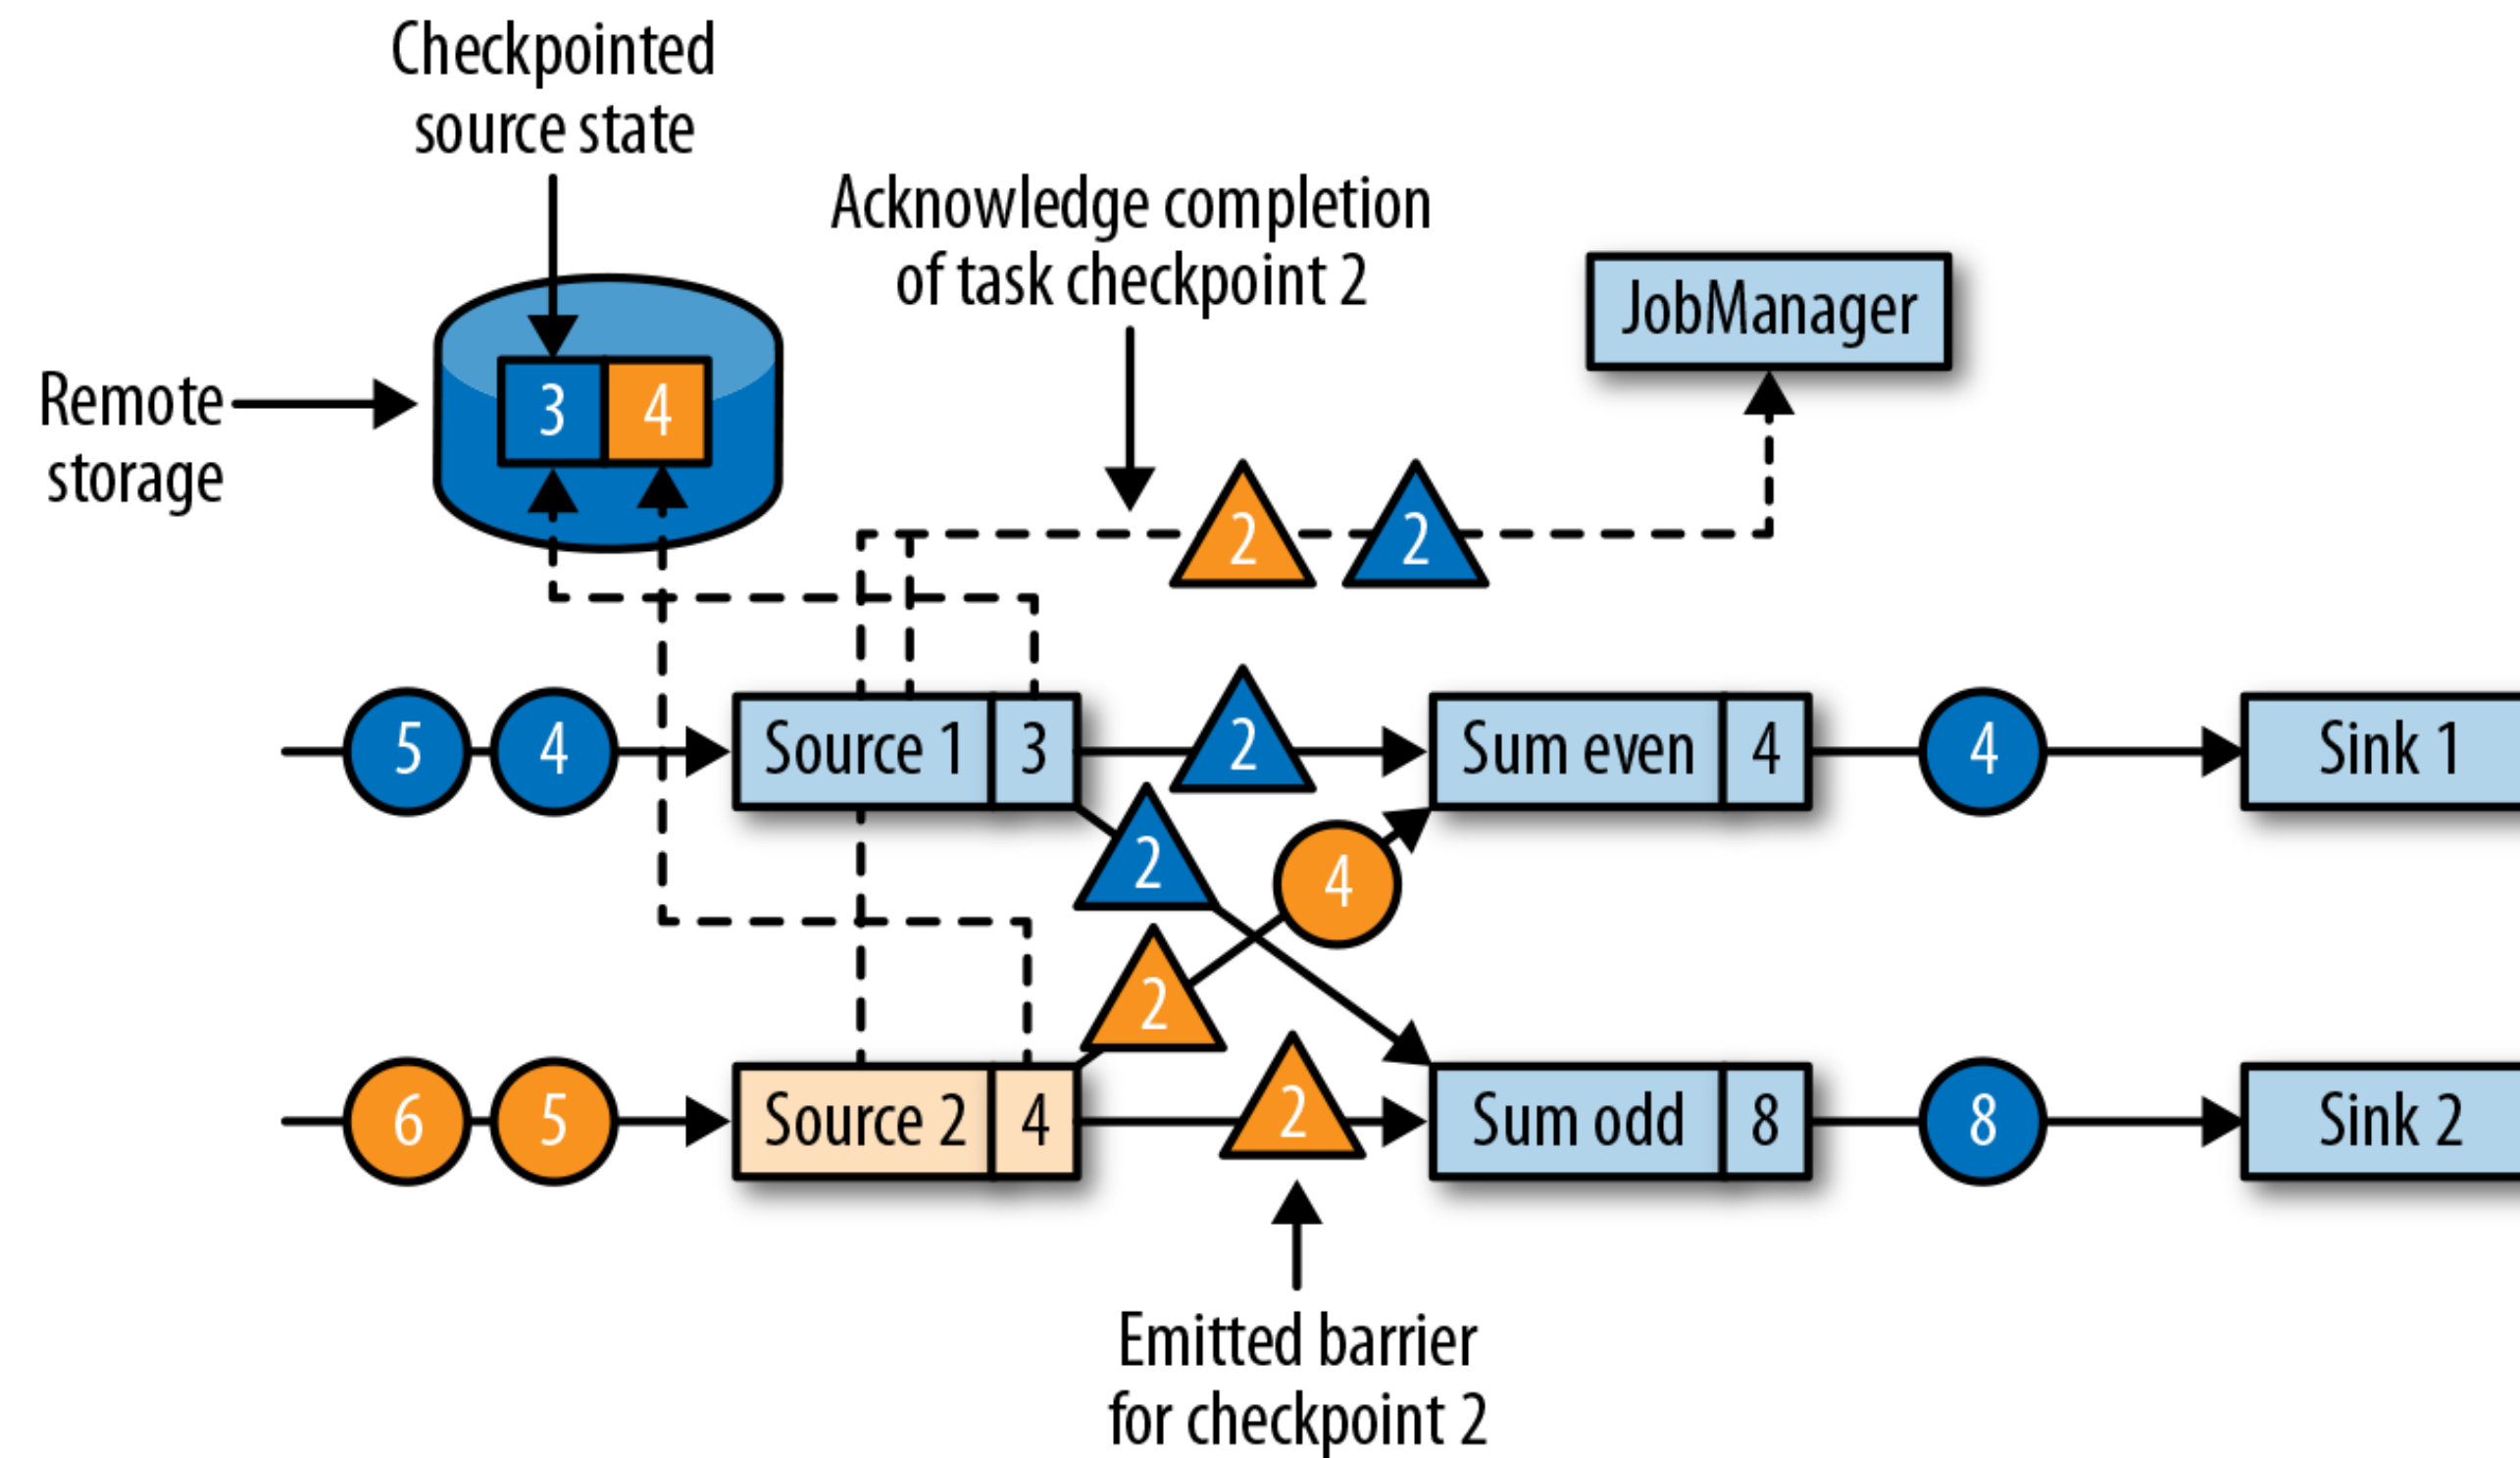 Checkpointed
source state
Acknowledge completion
of task checkpoint 2
JobManager
Remote
storage
3 4
2 2
5 4 Source 1 3 2 Sum even 4 4 Sink 1
2 4
2
6 5 Source 2 4 2 Sum odd 8 8 Sink 2
Emitted barrier
for checkpoint 2